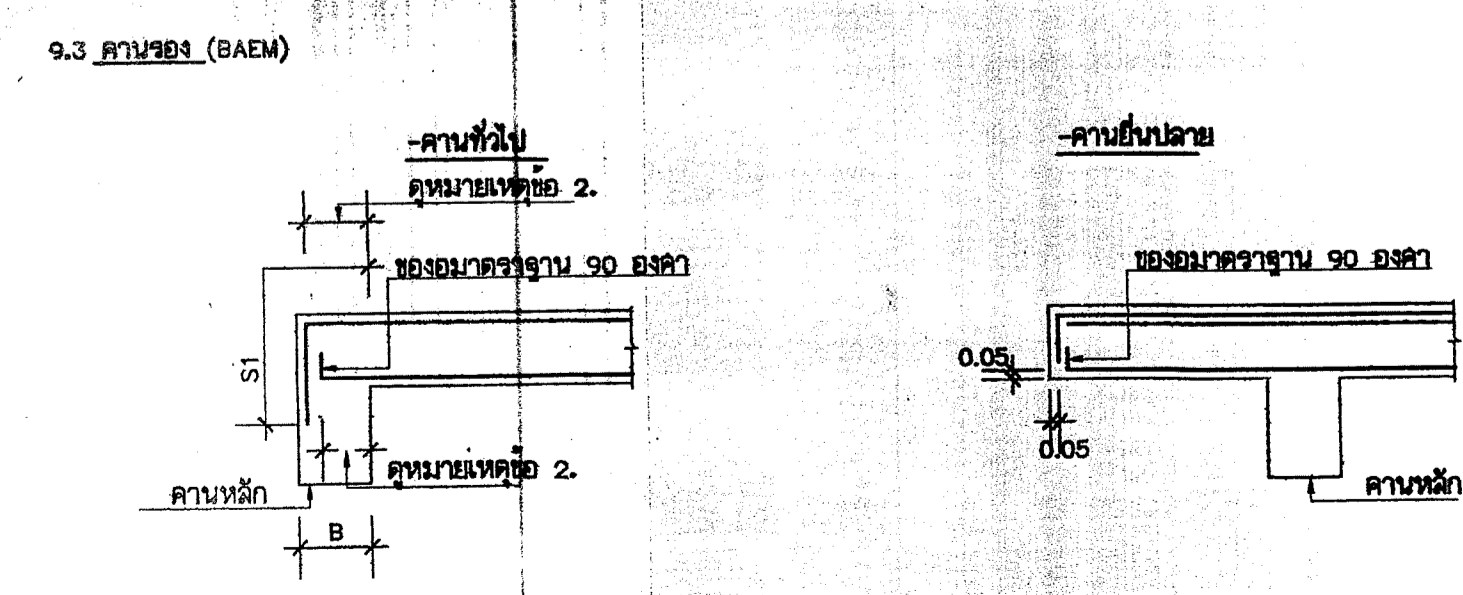 9.3 คานรอง (BAEM)
-คานทั่วไป
ดูหมายเหตุข้อ 2.
ของอมาตราฐาน 90 องศา
S1
ดูหมายเหตุข้อ 2.
คานหลัก
B
-คานยื่นปลาย
ของอมาตราฐาน 90 องศา
0.05
0.05
คานหลัก